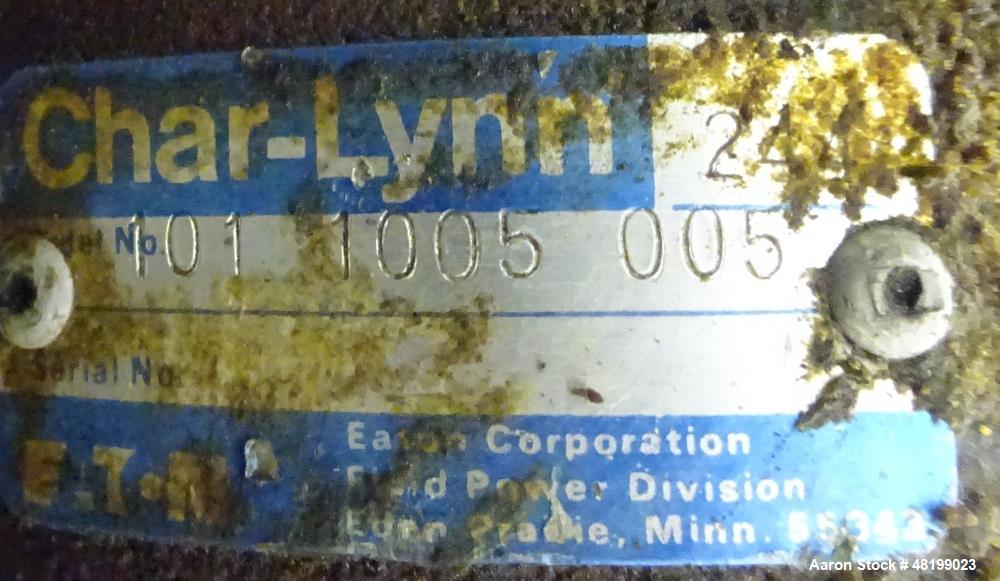 Char-Lynn
101 1005 005
No.
Serial No.
Eaton Corporation
Fluid Power Division
Eden Prairie, Minn. 55343
Aaron Stock # 48199023